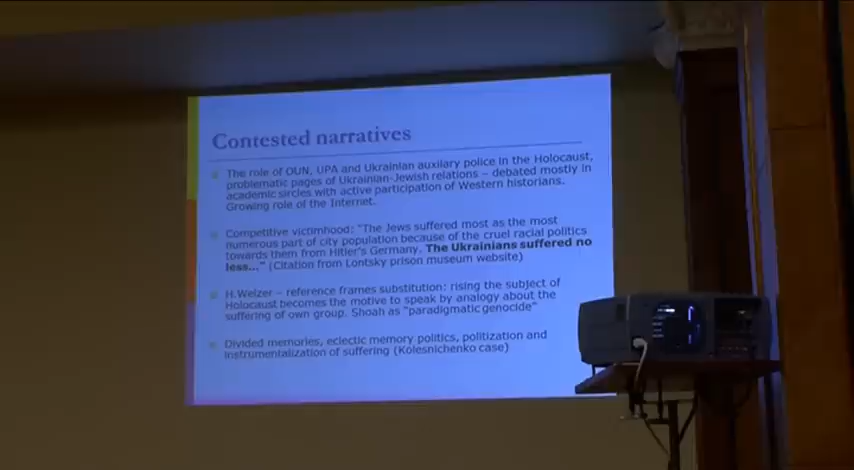 Contested narratives
The role of OUN, UPA and Ukrainian auxilary police in the Holocaust,
problematic pages of Ukrainian-Jewish relations – debated mostly in
academic sircles with active participation of Western historians.
Growing role of the Internet.
Competitive victimhood: "The Jews suffered most as the most
numerous part of city population because of the cruel racial politics
towards them from Hitler's Germany. The Ukrainians suffered no
less..." (Citation from Lontsky prison museum website)
H.Welzer – reference frames substitution: rising the subject of
Holocaust becomes the motive to speak by analogy about the
suffering of own group. Shoah as "paradigmatic genocide"
Divided memories, eclectic memory politics, politization and
instrumentalization of suffering (Kolesnichenko case)